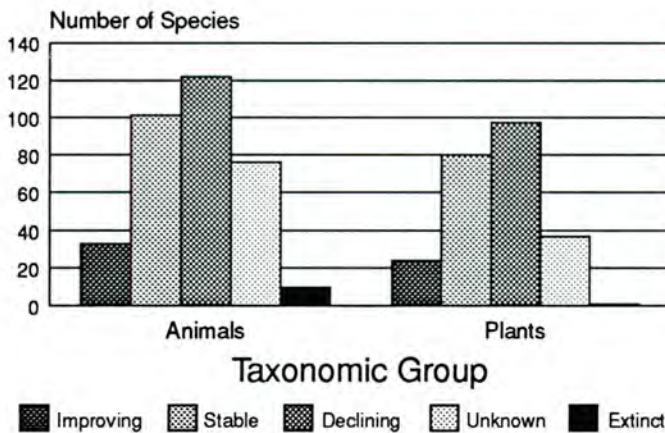 Number of Species
140
120
100
80
60
40
20
0
Animals Plants
Taxonomic Group
Improving Stable Declining Unknown Extinct